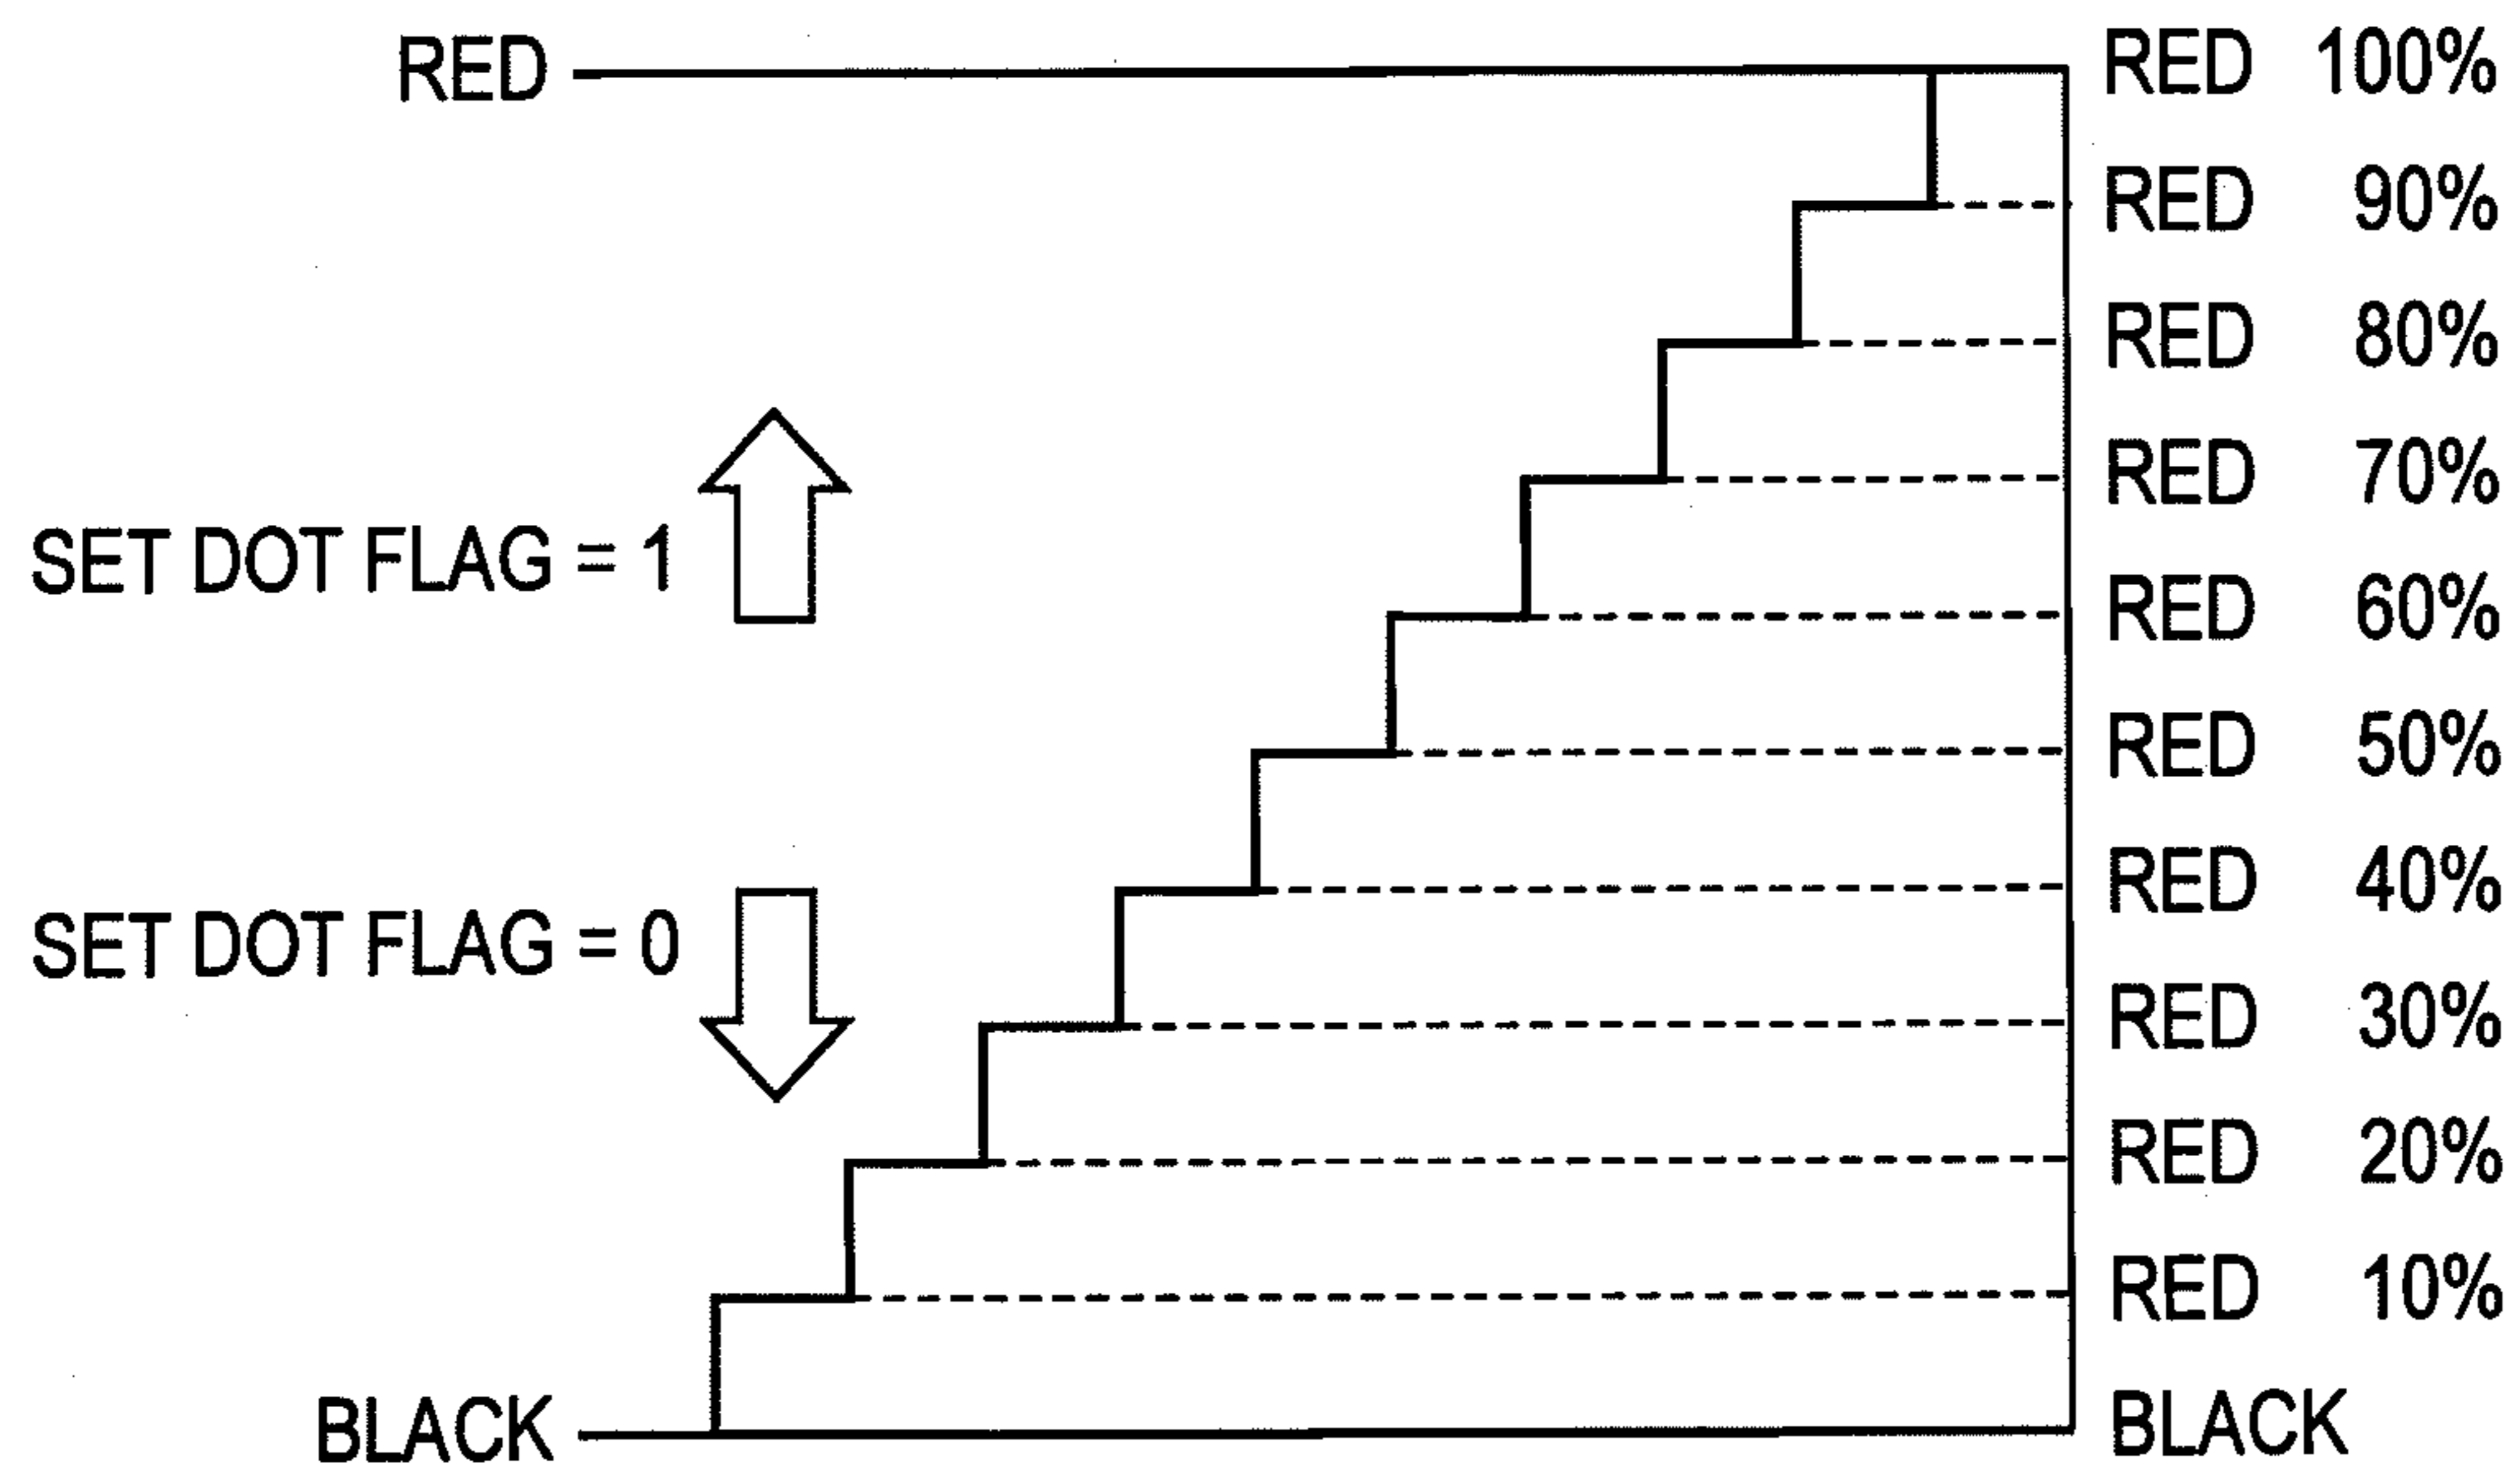 RED RED 100%
RED 90%
RED 80%
RED 70%
SET DOT FLAG = 1
RED 60%
RED 50%
RED 40%
SET DOT FLAG = 0
RED 30%
RED 20%
RED 10%
BLACK BLACK